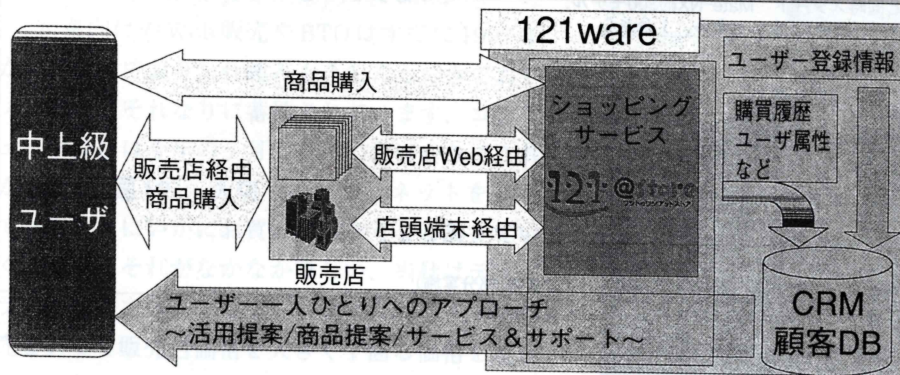 121ware
ユーザー登録情報
商品購入
ショッピング
サービス
購買履歴
ユーザ属性
など
中上級
ユーザ
販売店経由
商品購入
販売店Web経由
121@Store
店頭端末経由
販売店
ユーザー一人ひとりへのアプローチ
～活用提案/商品提案/サービス＆サポート～
CRM
顧客DB